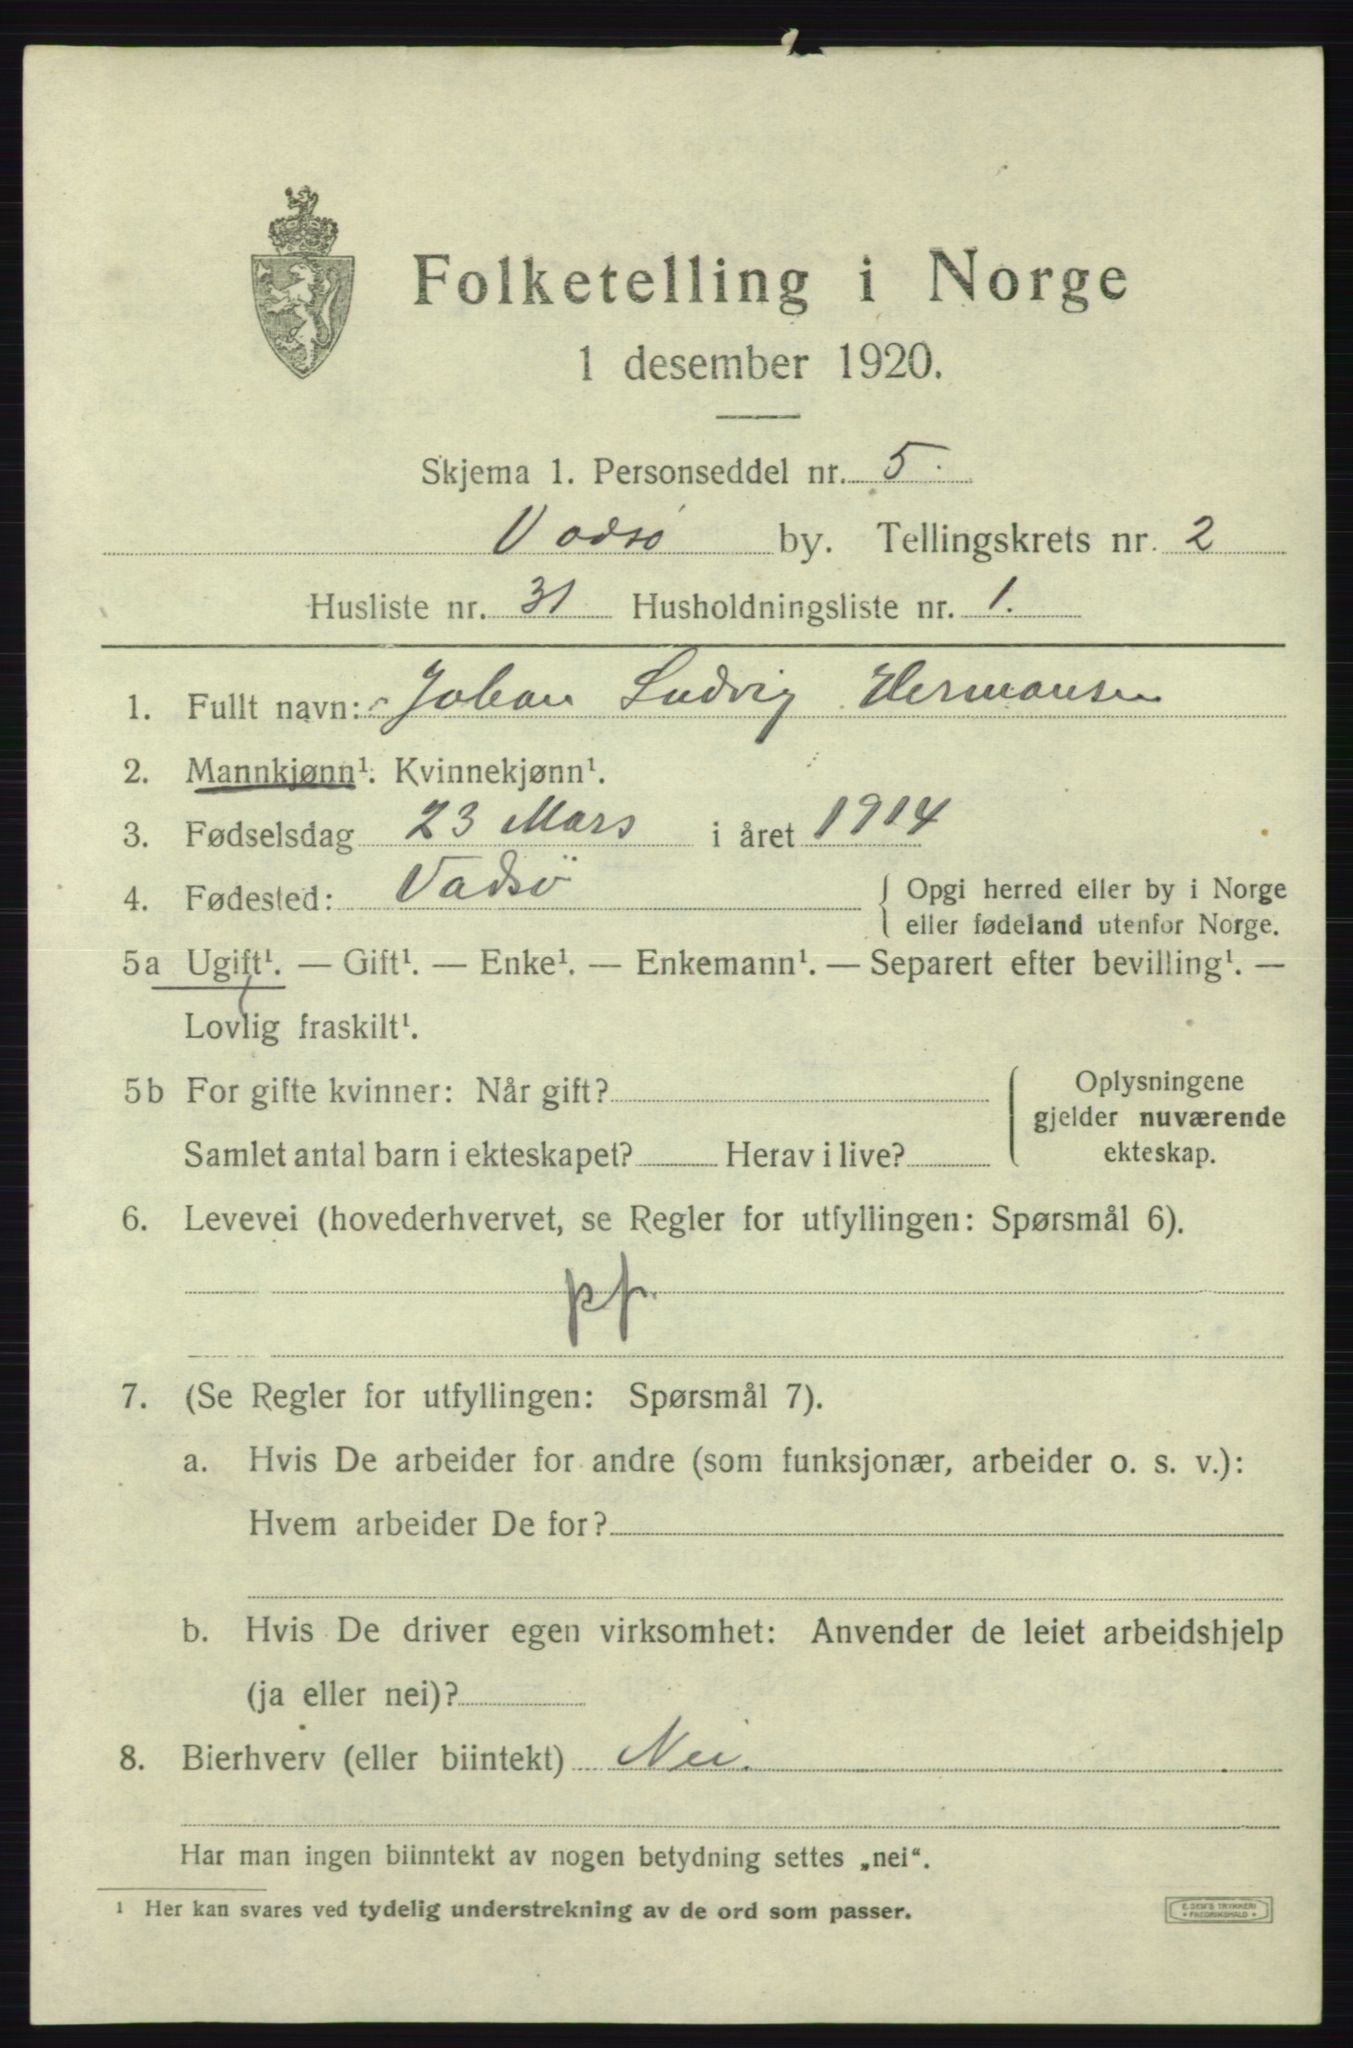 Folketelling i Norge
1 desember 1920.
Skjema 1. Personseddel nr. 5.
Vadsø by. Tellingskrets nr. 2
Husliste nr. 31 Husholdningsliste nr. 1.
1. Fullt navn: Johan Ludvig Hermansen
2. Mannkjønn¹. Kvinnekjønn¹.
3. Fødselsdag 23 Mars i året 1914
4. Fødested: Vadsö { Opgi herred eller by i Norge
eller fødeland utenfor Norge.
5a Ugift¹. — Gift¹. — Enke¹. — Enkemann¹. — Separert efter bevilling¹. —
Lovlig fraskilt¹.
5b For gifte kvinner: Når gift? { Oplysningene
gjelder nuværende
Samlet antal barn i ekteskapet? Herav i live? ekteskap.
6. Levevei (hovederhvervet, se Regler for utfyllingen: Spørsmål 6).
pf.
7. (Se Regler for utfyllingen: Spørsmål 7).
a. Hvis De arbeider for andre (som funksjonær, arbeider o. s. v.):
Hvem arbeider De for?
b. Hvis De driver egen virksomhet: Anvender de leiet arbeidshjelp
(ja eller nei)?
8. Bierhverv (eller biintekt) Nei.
Har man ingen biinntekt av nogen betydning settes „nei“.
¹ Her kan svares ved tydelig understrekning av de ord som passer.
E. SEM'S TRYKKERI
* FREDRIKSHALD *